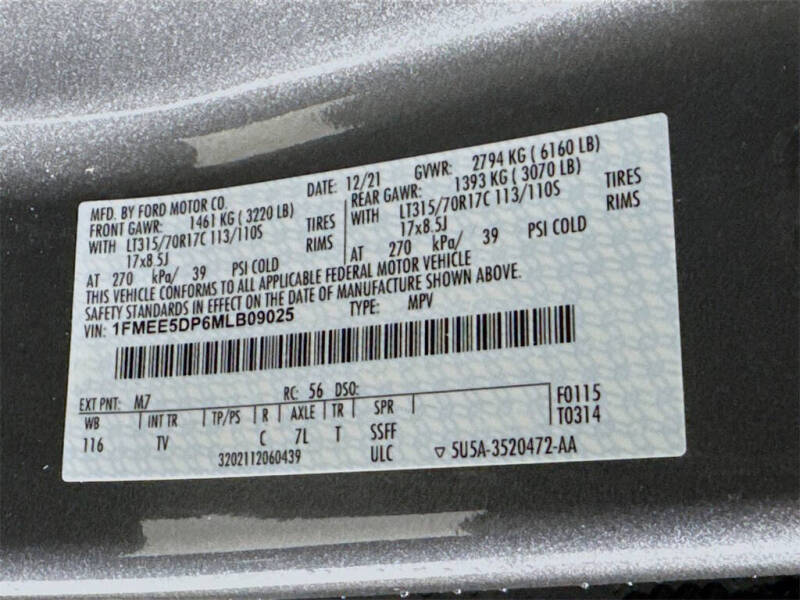 MFD. BY FORD MOTOR CO. DATE: 12/21 GVWR: 2794 KG ( 6160 LB)
FRONT GAWR: 1461 KG ( 3220 LB) REAR GAWR: 1393 KG ( 3070 LB)
WITH LT315/70R17C 113/110S TIRES WITH LT315/70R17C 113/110S TIRES
17x8.5J RIMS 17x8.5J RIMS
AT 270 kPa/ 39 PSI COLD AT 270 kPa/ 39 PSI COLD
THIS VEHICLE CONFORMS TO ALL APPLICABLE FEDERAL MOTOR VEHICLE
SAFETY STANDARDS IN EFFECT ON THE DATE OF MANUFACTURE SHOWN ABOVE.
VIN: 1FMEE5DP6MLB09025 TYPE: MPV
EXT PNT: M7 RC: 56 DSO: F0115
WB INT TR TP/PS R AXLE TR SPR T0314
116 TV C 7L T SSFF
3202112060439 ULC ▽ 5U5A-3520472-AA